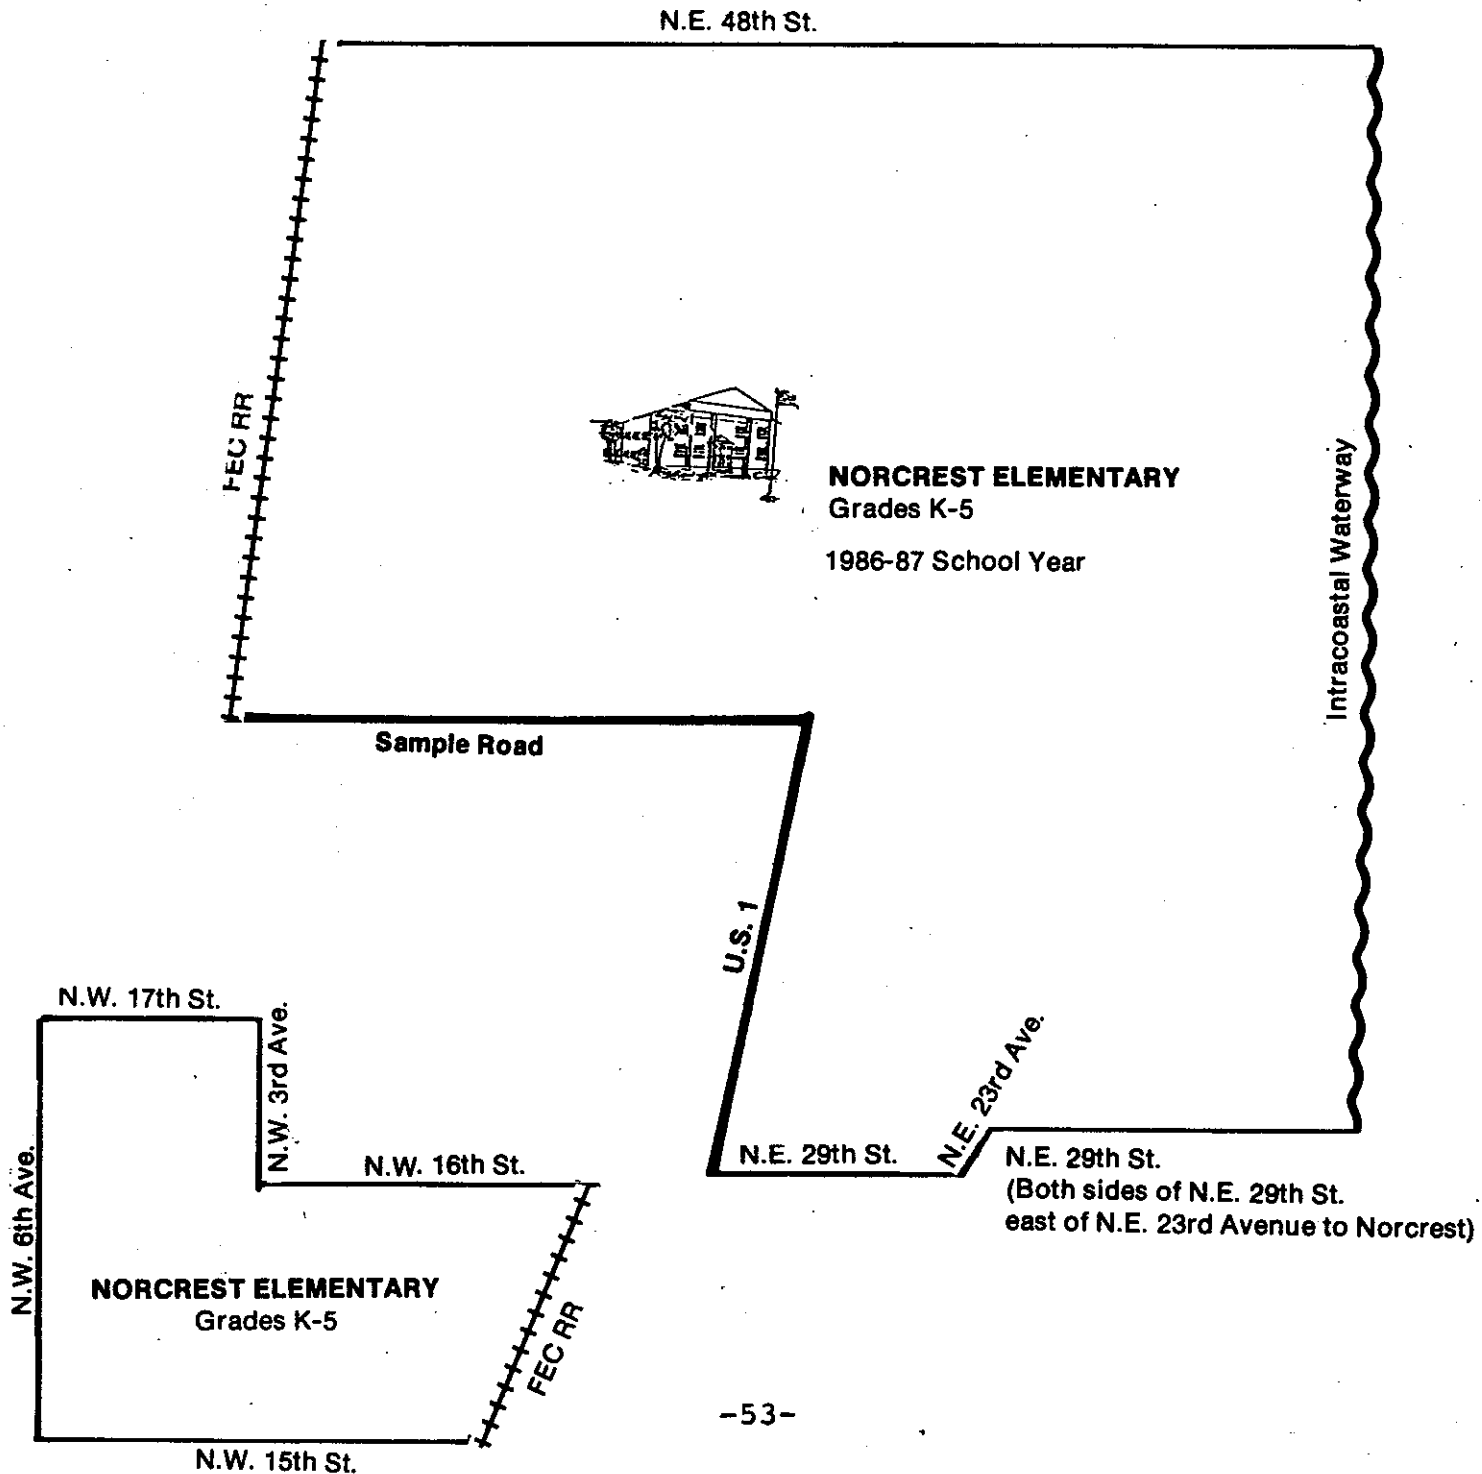 N.E. 48th St.
FEC RR
NORCREST ELEMENTARY
Grades K-5
1986-87 School Year
Intracoastal Waterway
Sample Road
U.S. 1
N.E. 23rd Ave.
N.E. 29th St.
N.E. 29th St.
(Both sides of N.E. 29th St.
east of N.E. 23rd Avenue to Norcrest)
N.W. 17th St.
N.W. 3rd Ave.
N.W. 16th St.
N.W. 6th Ave.
NORCREST ELEMENTARY
Grades K-5
FEC RR
N.W. 15th St.
-53-